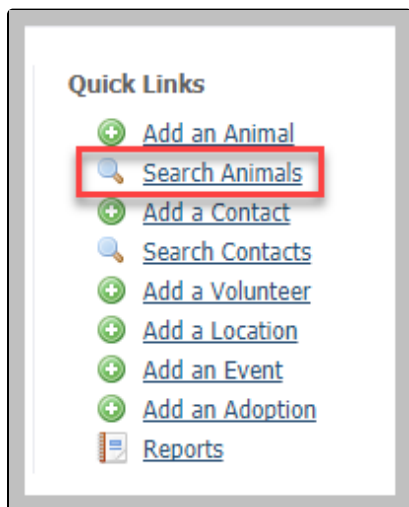 Quick Links
Add an Animal
Search Animals
Add a Contact
Search Contacts
Add a Volunteer
Add a Location
Add an Event
Add an Adoption
Reports